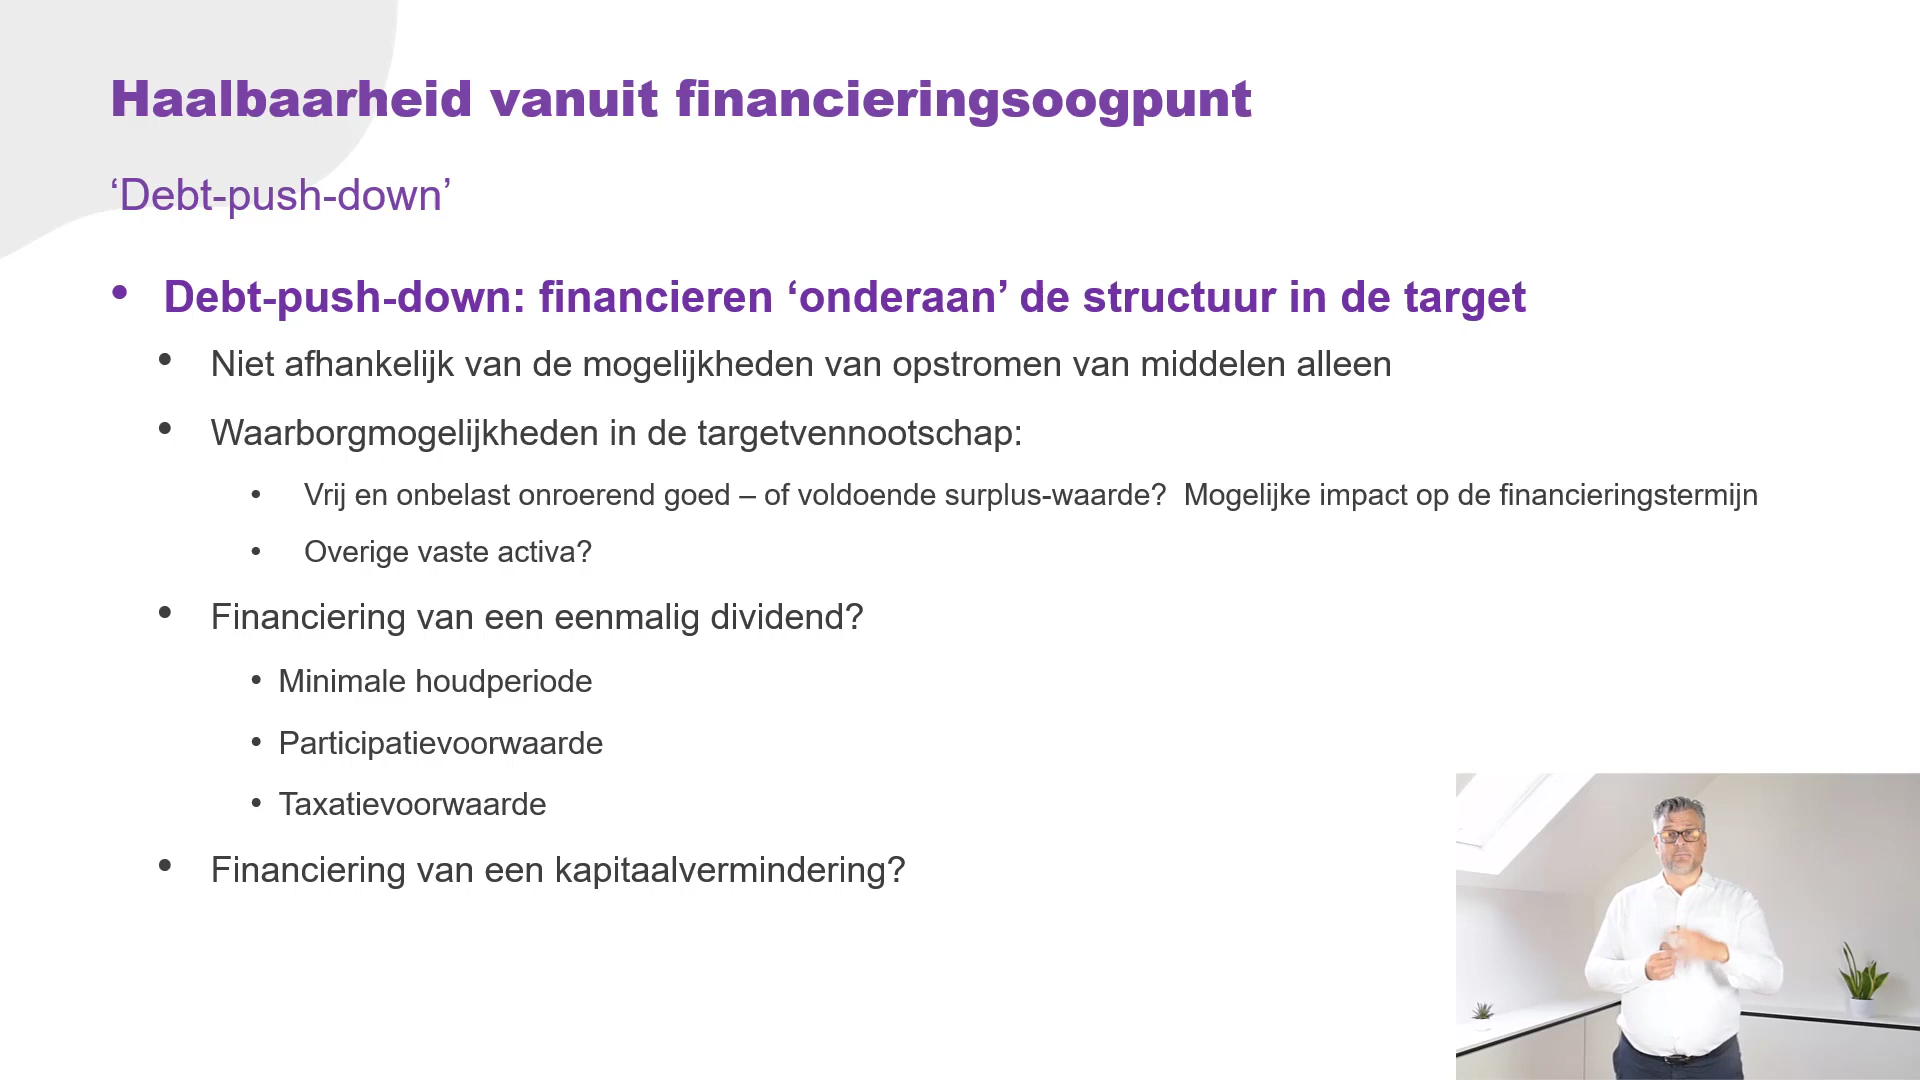 Haalbaarheid vanuit financieringsoogpunt
‘Debt-push-down’
• Debt-push-down: financieren ‘onderaan’ de structuur in de target
• Niet afhankelijk van de mogelijkheden van opstromen van middelen alleen
• Waarborgmogelijkheden in de targetvennootschap:
• Vrij en onbelast onroerend goed – of voldoende surplus-waarde? Mogelijke impact op de financieringstermijn
• Overige vaste activa?
• Financiering van een eenmalig dividend?
• Minimale houdperiode
• Participatievoorwaarde
• Taxatievoorwaarde
• Financiering van een kapitaalvermindering?